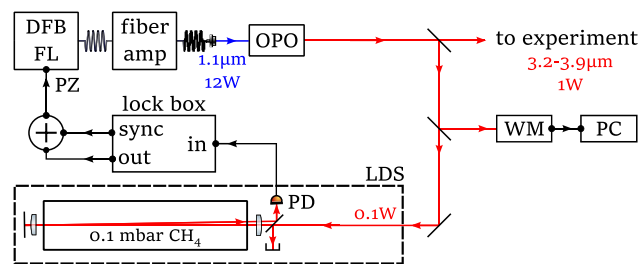 DFB
FL
fiber
amp
OPO
1.1μm
12W
to experiment
3.2-3.9μm
1W
PZ
lock box
sync
out
in
WM
PC
LDS
PD
0.1W
0.1 mbar CH₄